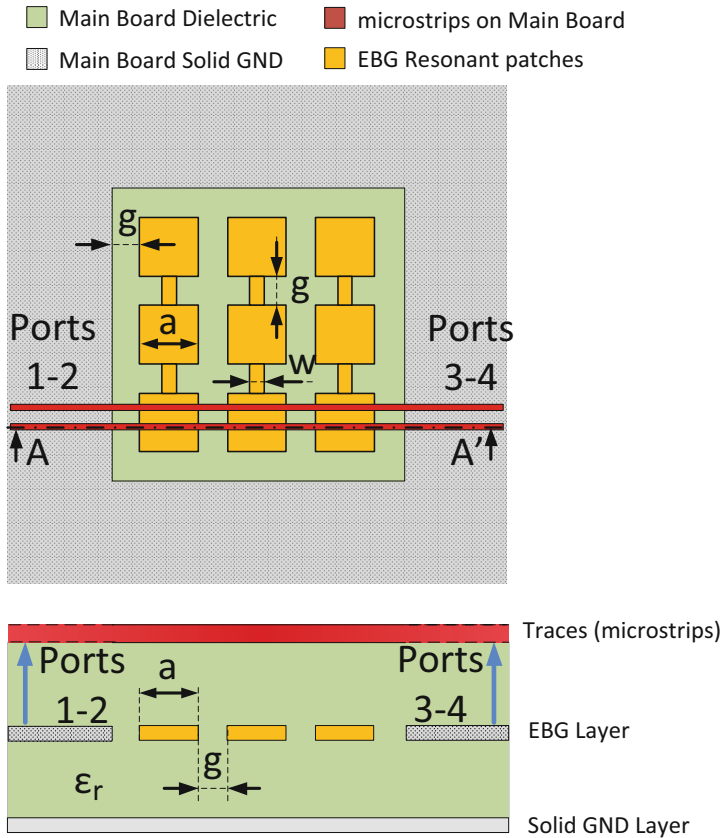 Main Board Dielectric
microstrips on Main Board
Main Board Solid GND
EBG Resonant patches
g
g
Ports
1-2
a
Ports
3-4
w
A
A'
Traces (microstrips)
Ports
1-2
a
Ports
3-4
EBG Layer
g
εr
Solid GND Layer